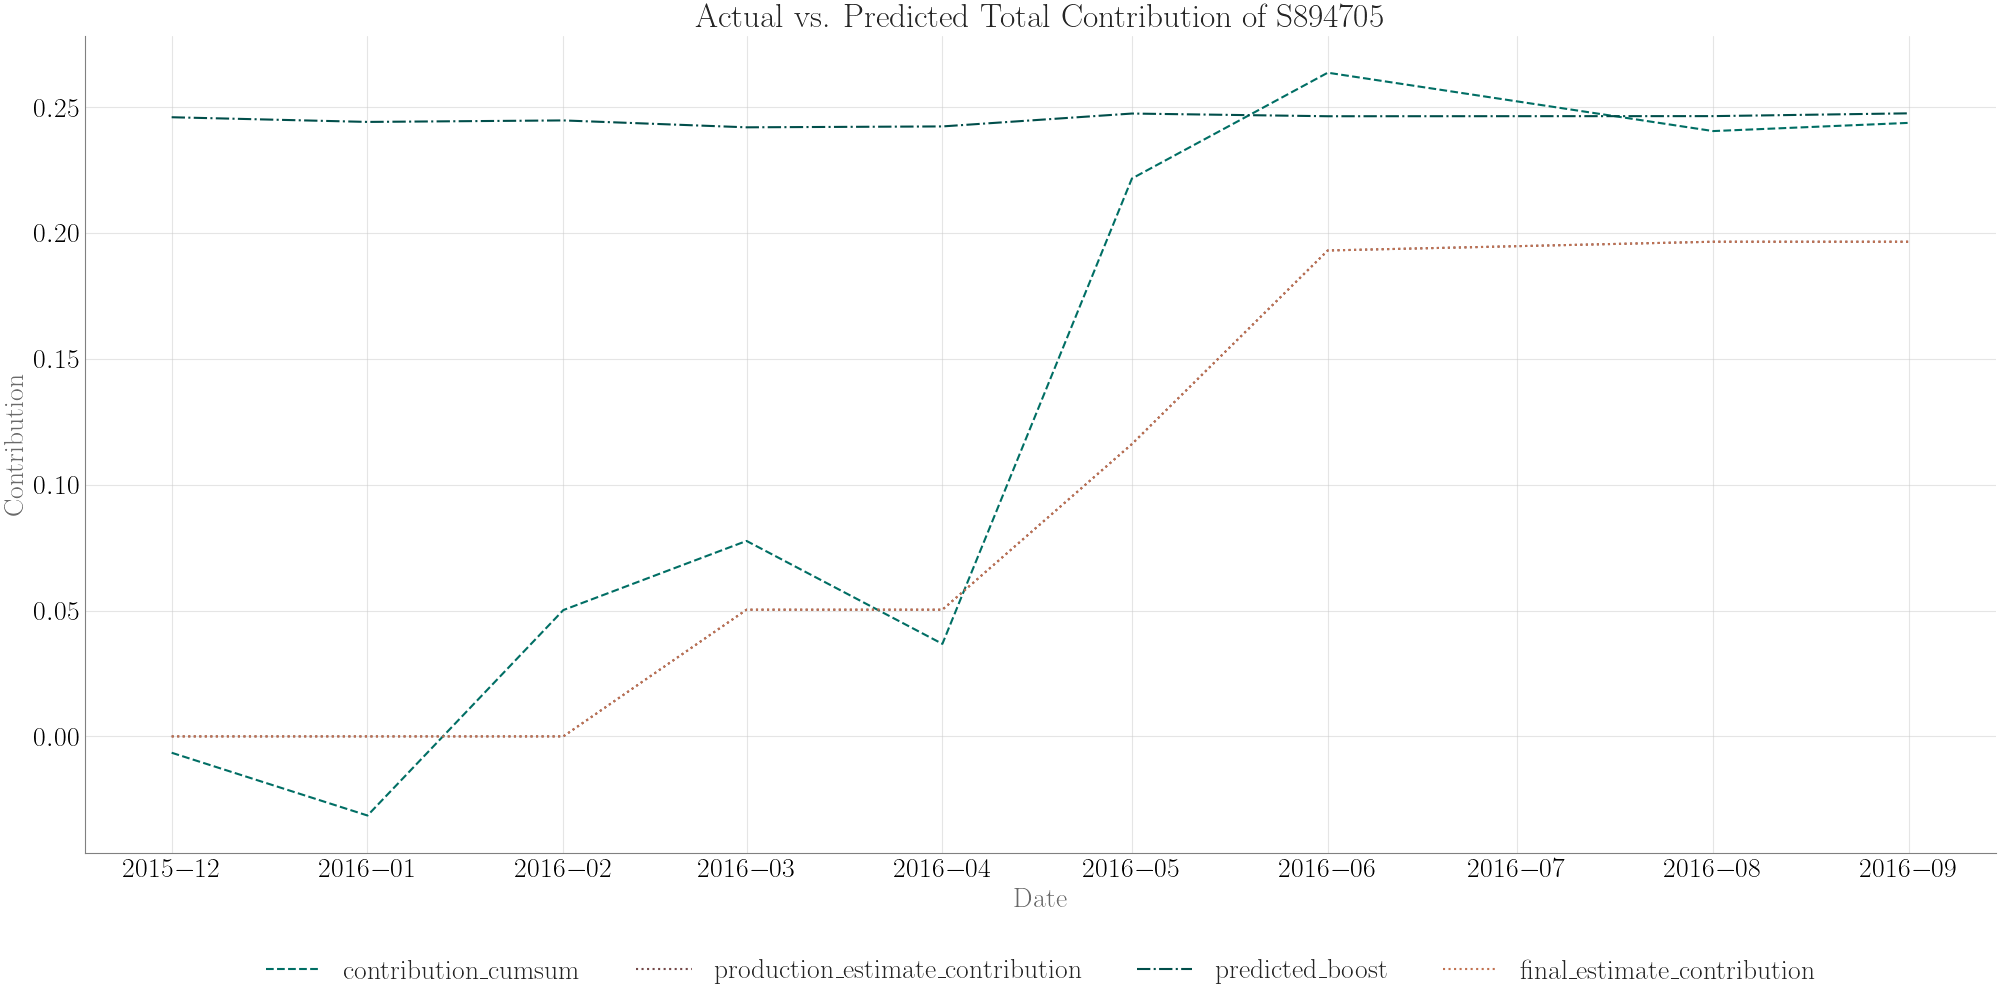 Actual vs. Predicted Total Contribution of S894705
0.25
0.20
0.15
0.10
0.05
0.00
Contribution
2015–12 2016–01 2016–02 2016–03 2016–04 2016–05 2016–06 2016–07 2016–08 2016–09
Date
contribution_cumsum production_estimate_contribution predicted_boost final_estimate_contribution